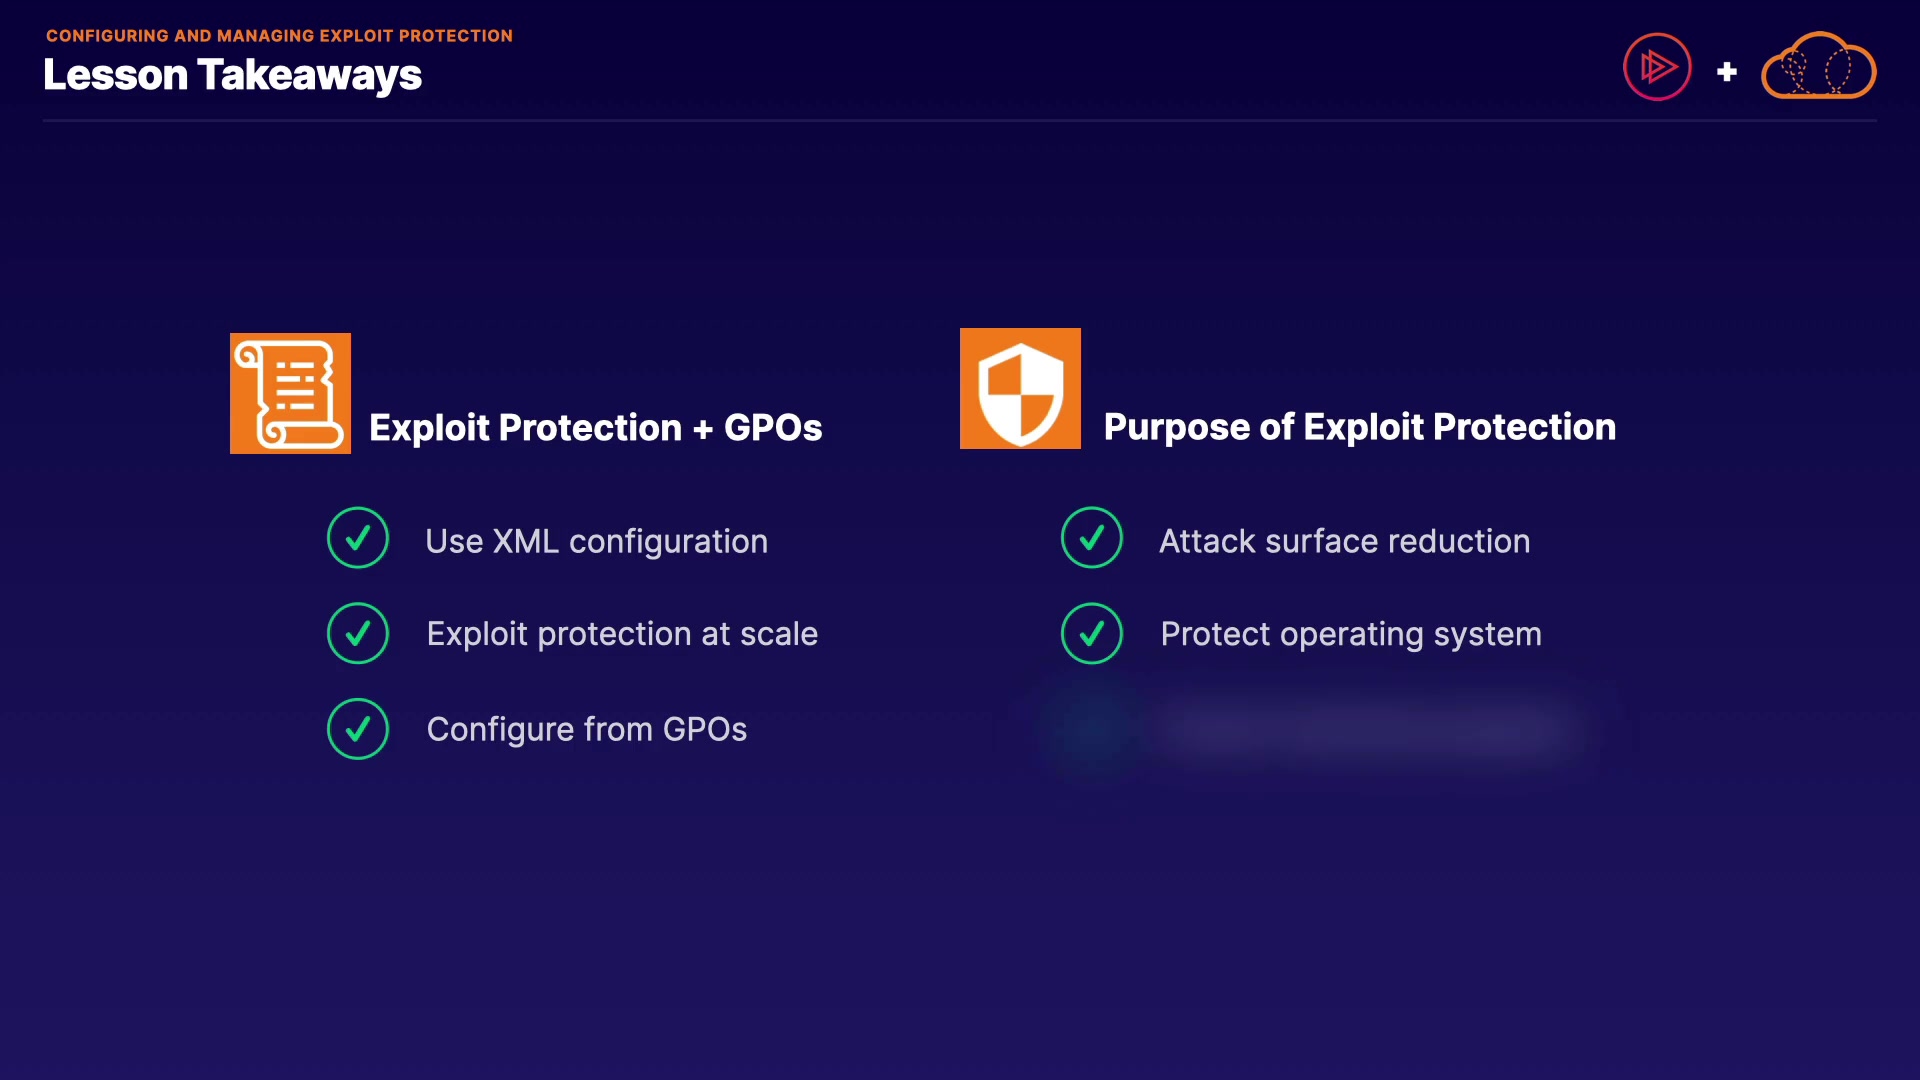 CONFIGURING AND MANAGING EXPLOIT PROTECTION
Lesson Takeaways
+
Exploit Protection + GPOs
Use XML configuration
Exploit protection at scale
Configure from GPOs
Purpose of Exploit Protection
Attack surface reduction
Protect operating system